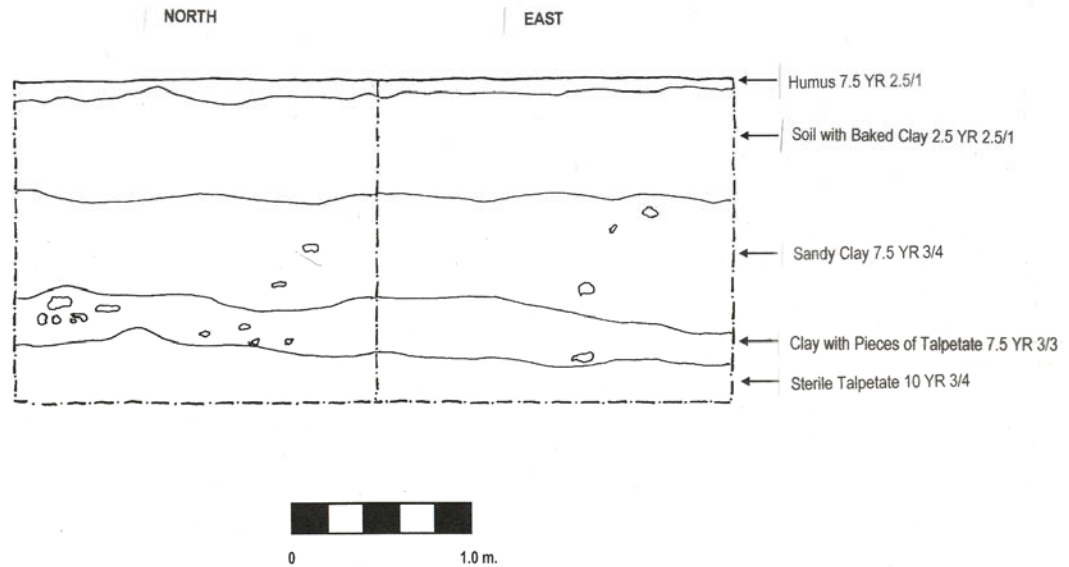 NORTH EAST
Humus 7.5 YR 2.5/1
Soil with Baked Clay 2.5 YR 2.5/1
Sandy Clay 7.5 YR 3/4
Clay with Pieces of Talpetate 7.5 YR 3/3
Sterile Talpetate 10 YR 3/4
0 1.0 m.